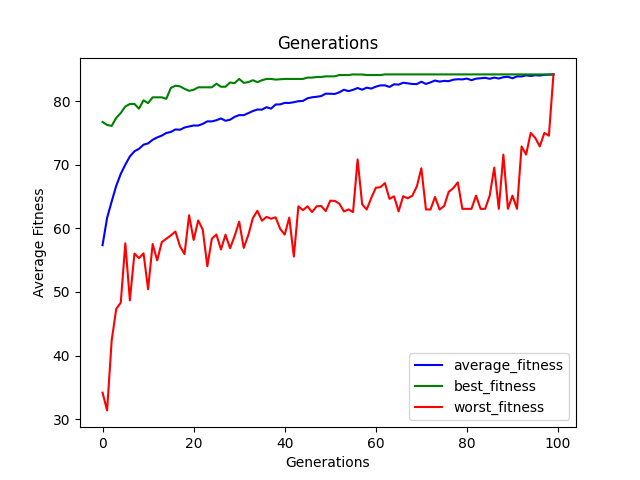 Generations
80
70
60
50
40
30
Average Fitness
0 20 40 60 80 100
Generations
average_fitness
best_fitness
worst_fitness